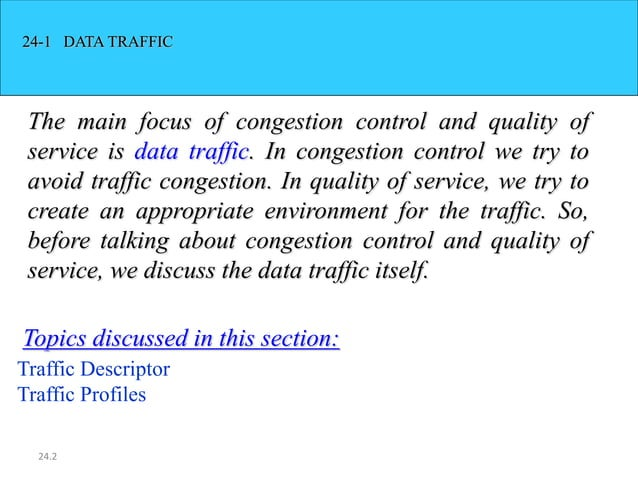 24-1 DATA TRAFFIC
The main focus of congestion control and quality of
service is data traffic. In congestion control we try to
avoid traffic congestion. In quality of service, we try to
create an appropriate environment for the traffic. So,
before talking about congestion control and quality of
service, we discuss the data traffic itself.
Topics discussed in this section:
Traffic Descriptor
Traffic Profiles
24.2